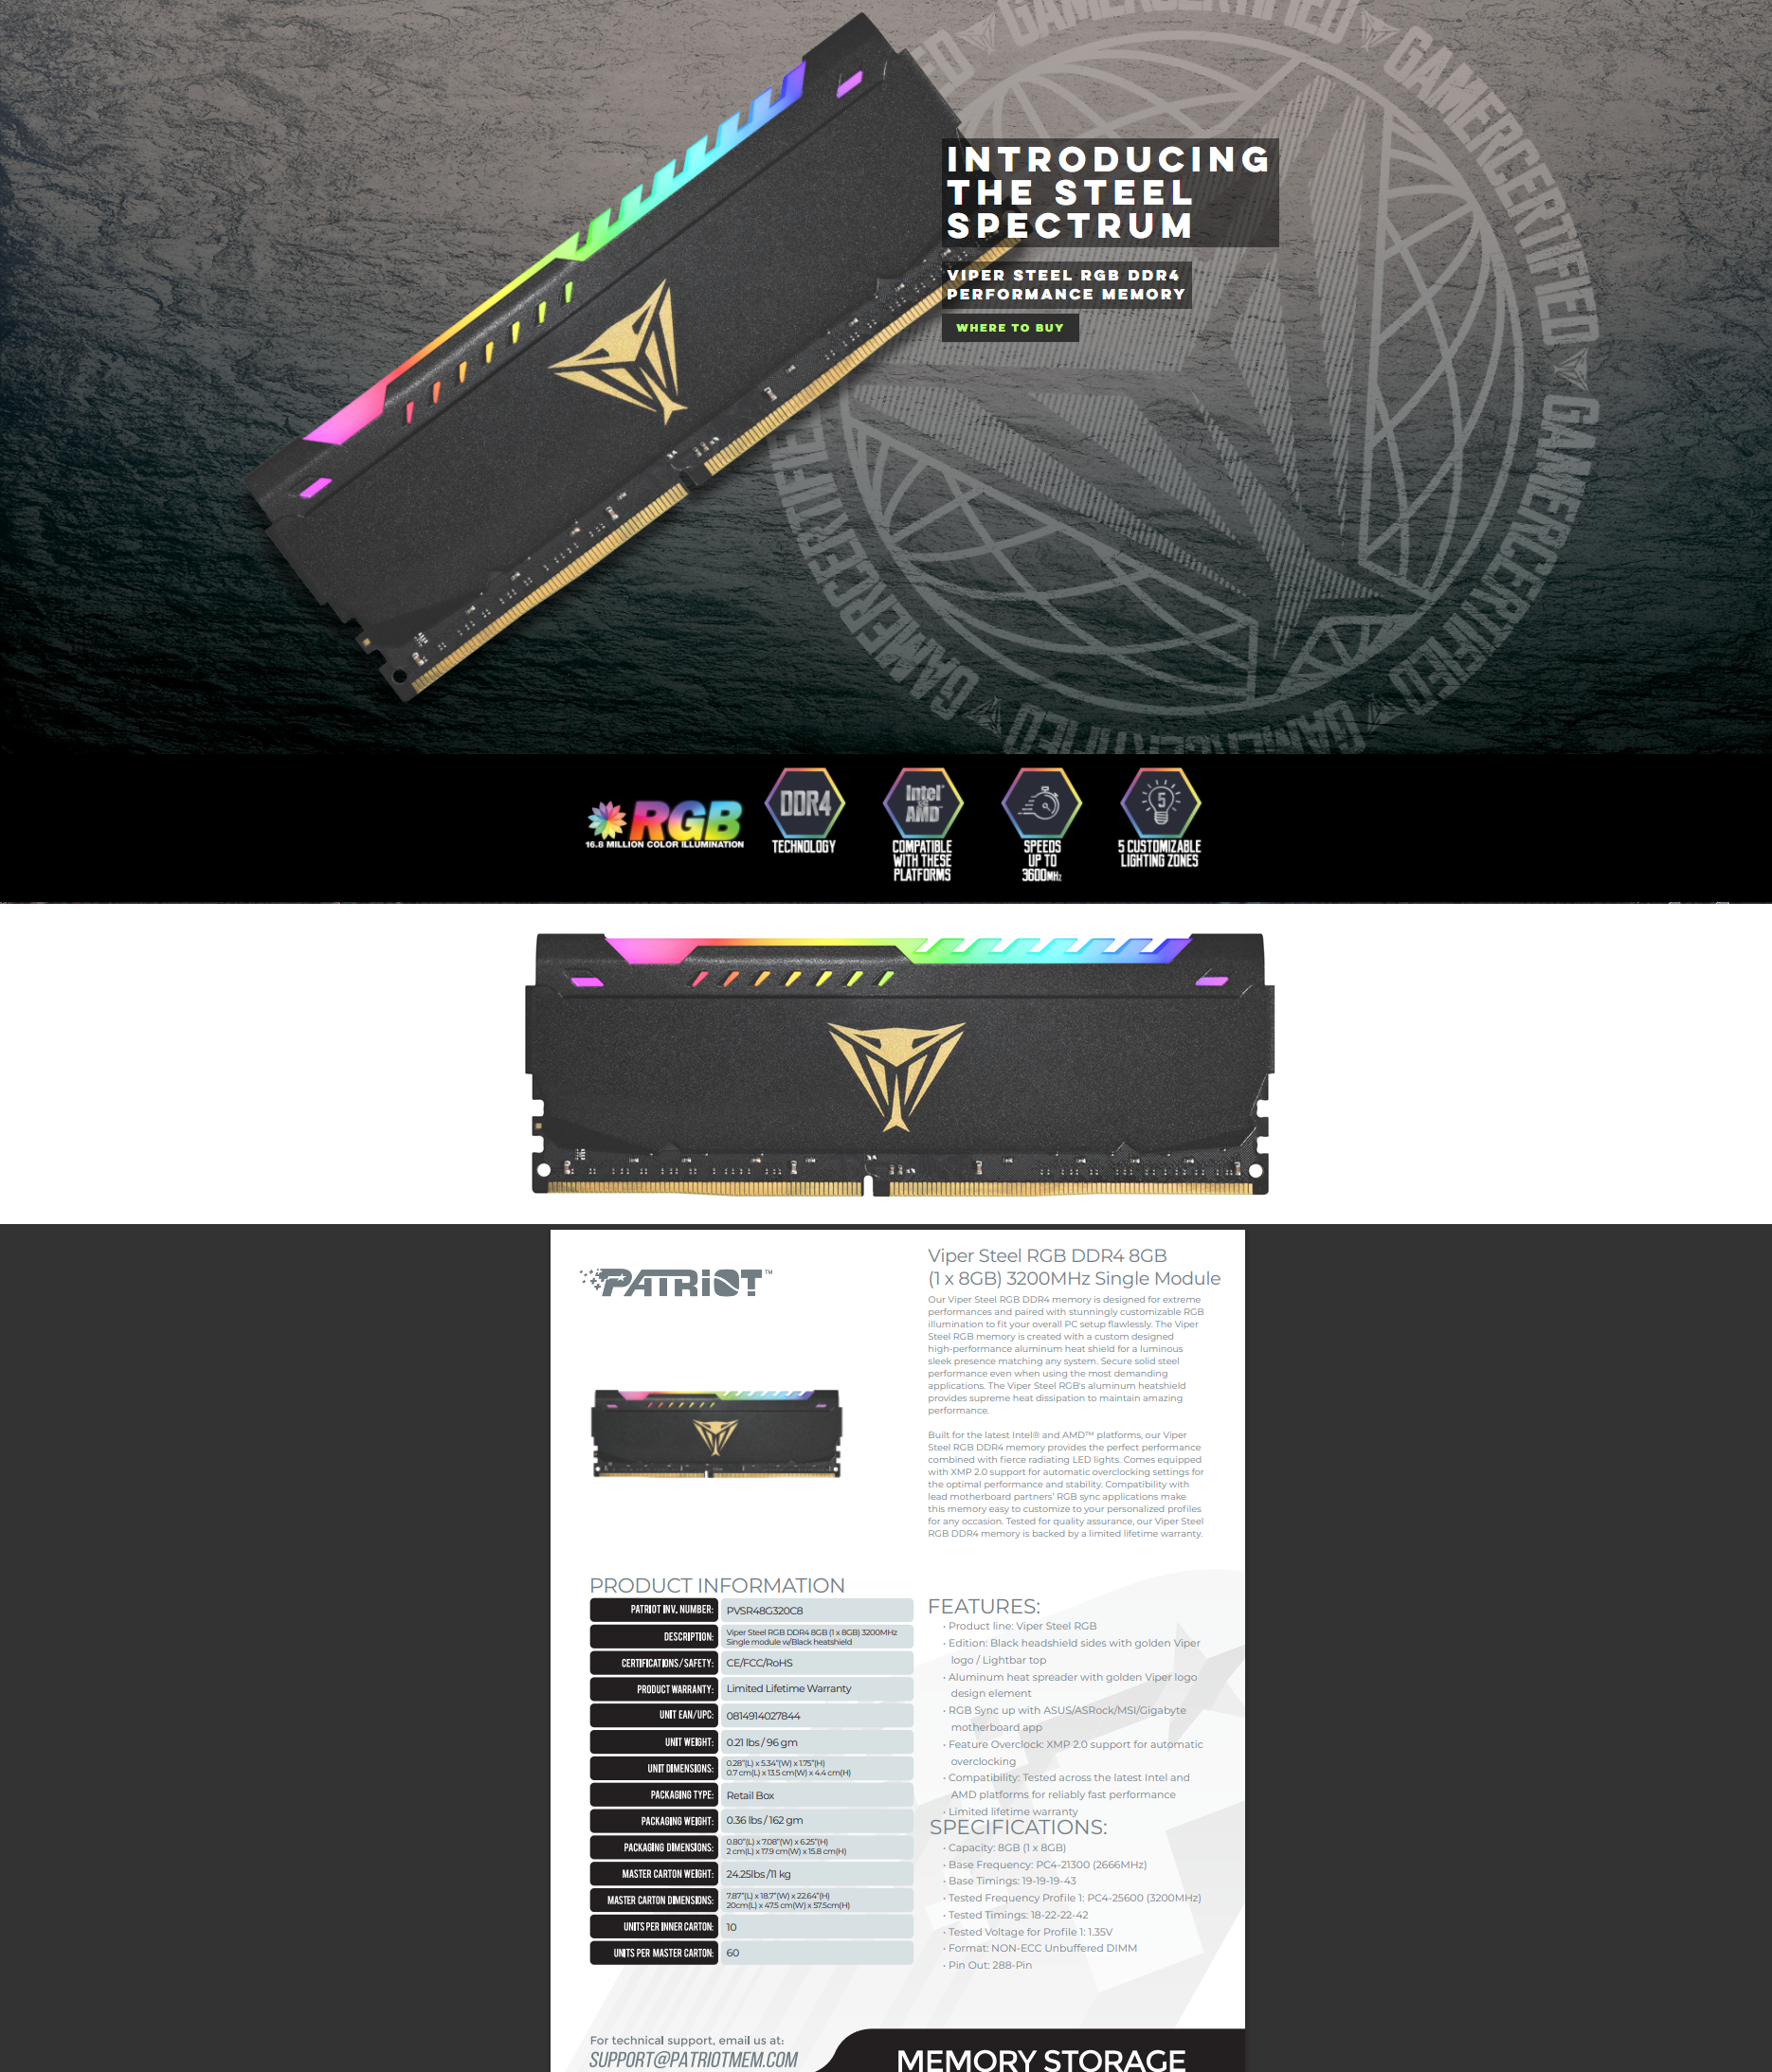 GAMERCERTIFIED
GAMERCERTIFIED
GAMERCERTIFIED
GAMERCERTIFIED
GAMERCERTIFIED
INTRODUCING
THE STEEL
SPECTRUM
VIPER STEEL RGB DDR4
PERFORMANCE MEMORY
WHERE TO BUY
RGB
16.8 MILLION COLOR ILLUMINATION
DDR4
TECHNOLOGY
Intel®
&
AMD™
COMPATIBLE
WITH THESE
PLATFORMS
SPEEDS
UP TO
3600MHz
5
5 CUSTOMIZABLE
LIGHTING ZONES
PATRIOT™
Viper Steel RGB DDR4 8GB
(1 x 8GB) 3200MHz Single Module
Our Viper Steel RGB DDR4 memory is designed for extreme
performances and paired with stunningly customizable RGB
illumination to fit your overall PC setup flawlessly. The Viper
Steel RGB memory is created with a custom designed
high-performance aluminum heat shield for a luminous
sleek presence matching any system. Secure solid steel
performance even when using the most demanding
applications. The Viper Steel RGB's aluminum heatshield
provides supreme heat dissipation to maintain amazing
performance.
Built for the latest Intel® and AMD™ platforms, our Viper
Steel RGB DDR4 memory provides the perfect performance
combined with fierce radiating LED lights. Comes equipped
with XMP 2.0 support for automatic overclocking settings for
the optimal performance and stability. Compatibility with
lead motherboard partners' RGB sync applications make
this memory easy to customize to your personalized profiles
for any occasion. Tested for quality assurance, our Viper Steel
RGB DDR4 memory is backed by a limited lifetime warranty.
PRODUCT INFORMATION
PATRIOT INV. NUMBER: PVSR48G320C8
DESCRIPTION: Viper Steel RGB DDR4 8GB (1 x 8GB) 3200MHz
Single module w/Black heatshield
CERTIFICATIONS/SAFETY: CE/FCC/RoHS
PRODUCT WARRANTY: Limited Lifetime Warranty
UNIT EAN/UPC: 0814914027844
UNIT WEIGHT: 0.21 lbs / 96 gm
UNIT DIMENSIONS: 0.28"(L) x 5.34"(W) x 1.75"(H)
0.7 cm(L) x 13.5 cm(W) x 4.4 cm(H)
PACKAGING TYPE: Retail Box
PACKAGING WEIGHT: 0.36 lbs / 162 gm
PACKAGING DIMENSIONS: 0.80"(L) x 7.08"(W) x 6.25"(H)
2 cm(L) x 17.9 cm(W) x 15.8 cm(H)
MASTER CARTON WEIGHT: 24.25lbs /11 kg
MASTER CARTON DIMENSIONS: 7.87"(L) x 18.7"(W) x 22.64"(H)
20cm(L) x 47.5 cm(W) x 57.5cm(H)
UNITS PER INNER CARTON: 10
UNITS PER MASTER CARTON: 60
FEATURES:
• Product line: Viper Steel RGB
• Edition: Black headshield sides with golden Viper
logo / Lightbar top
• Aluminum heat spreader with golden Viper logo
design element
• RGB Sync up with ASUS/ASRock/MSI/Gigabyte
motherboard app
• Feature Overclock: XMP 2.0 support for automatic
overclocking
• Compatibility: Tested across the latest Intel and
AMD platforms for reliably fast performance
• Limited lifetime warranty
SPECIFICATIONS:
• Capacity: 8GB (1 x 8GB)
• Base Frequency: PC4-21300 (2666MHz)
• Base Timings: 19-19-19-43
• Tested Frequency Profile 1: PC4-25600 (3200MHz)
• Tested Timings: 18-22-22-42
• Tested Voltage for Profile 1: 1.35V
• Format: NON-ECC Unbuffered DIMM
• Pin Out: 288-Pin
For technical support, email us at:
SUPPORT@PATRIOTMEM.COM
MEMORY STORAGE